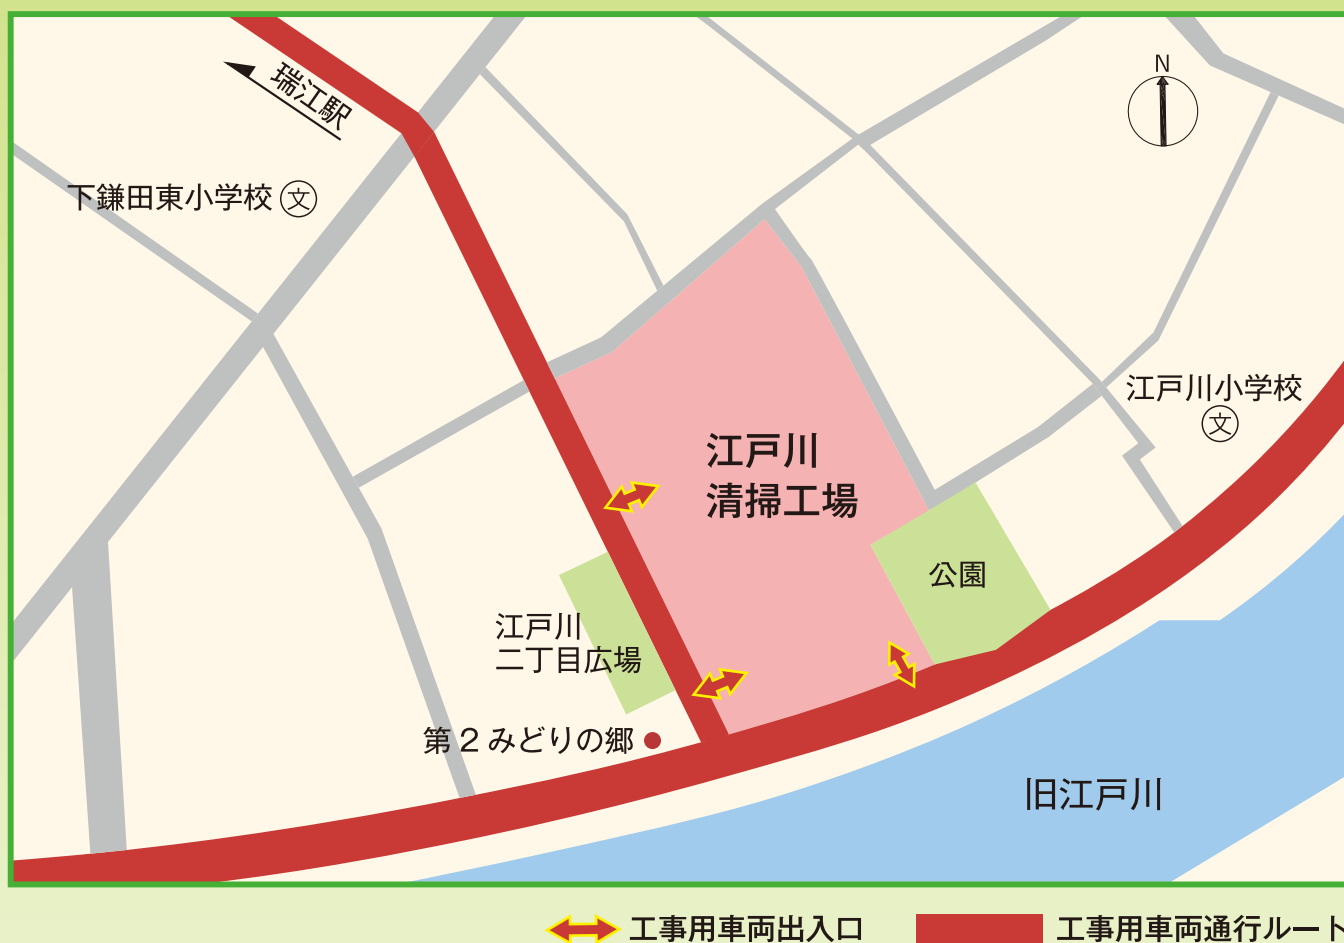 N
瑞江駅
下鎌田東小学校 文
江戸川小学校
文
江戸川
清掃工場
公園
江戸川
二丁目広場
第2みどりの郷
旧江戸川
工事用車両出入口
工事用車両通行ルート